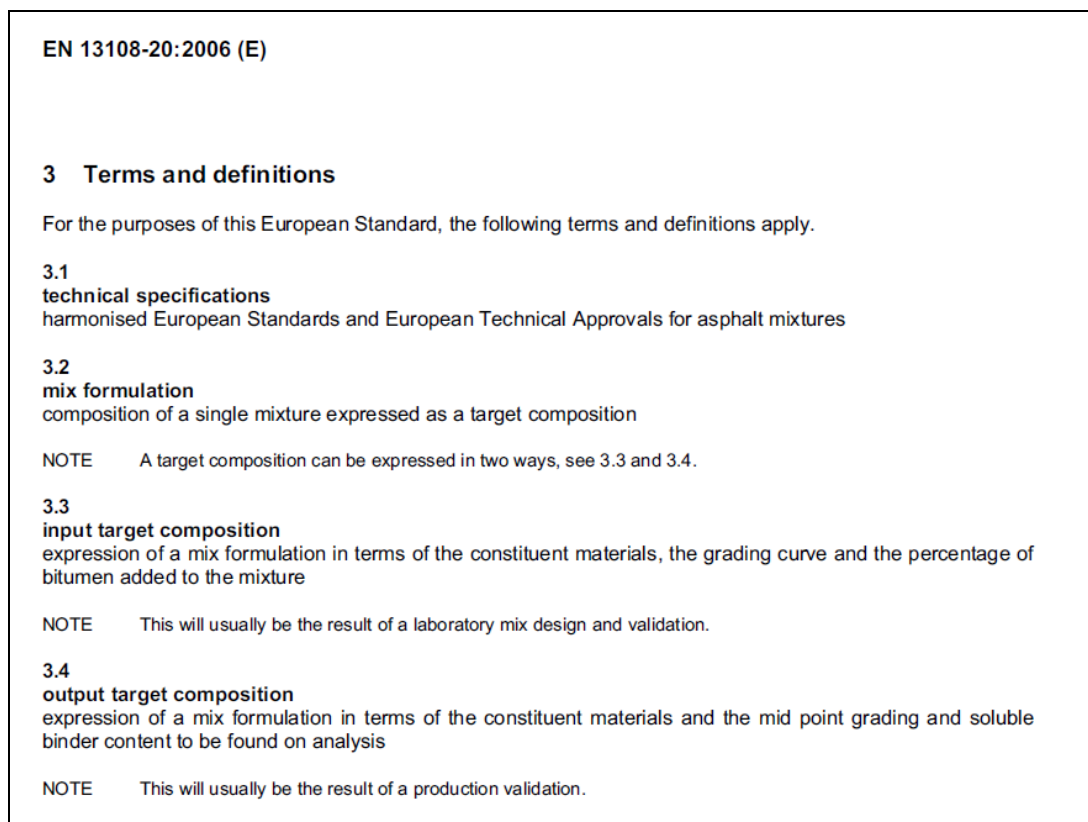 EN 13108-20:2006 (E)
3 Terms and definitions
For the purposes of this European Standard, the following terms and definitions apply.
3.1
technical specifications
harmonised European Standards and European Technical Approvals for asphalt mixtures
3.2
mix formulation
composition of a single mixture expressed as a target composition
NOTE A target composition can be expressed in two ways, see 3.3 and 3.4.
3.3
input target composition
expression of a mix formulation in terms of the constituent materials, the grading curve and the percentage of
bitumen added to the mixture
NOTE This will usually be the result of a laboratory mix design and validation.
3.4
output target composition
expression of a mix formulation in terms of the constituent materials and the mid point grading and soluble
binder content to be found on analysis
NOTE This will usually be the result of a production validation.